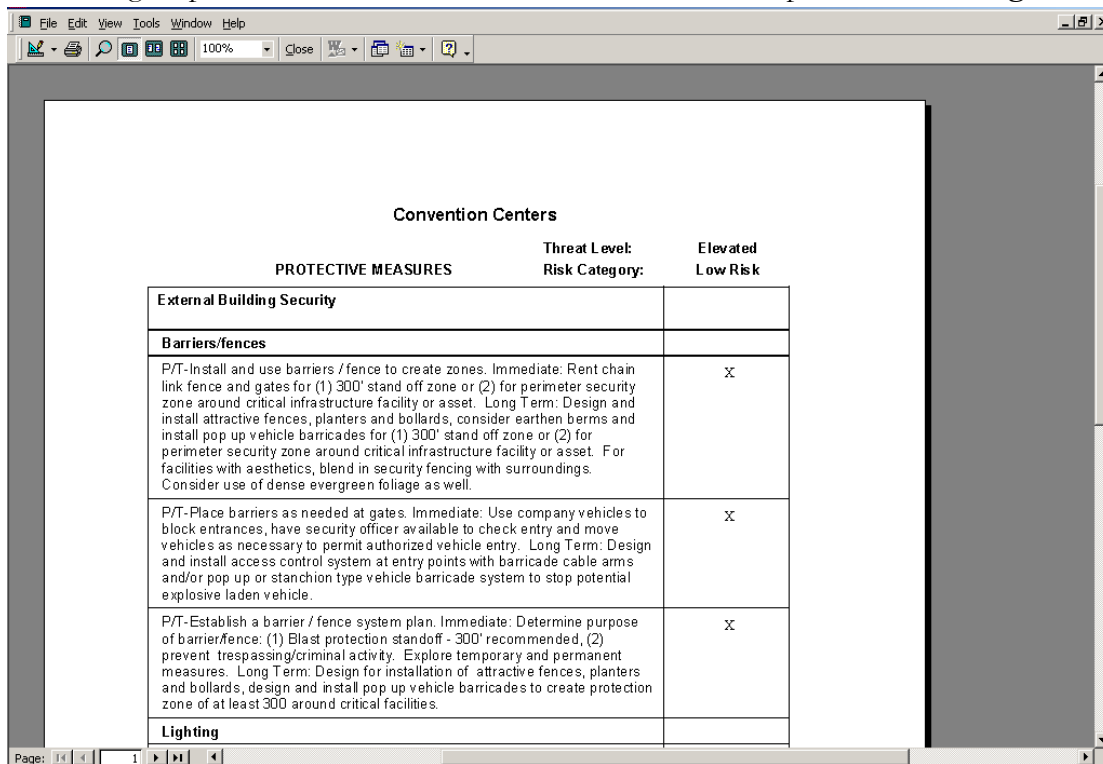 File Edit View Tools Window Help
100% Close
Convention Centers
Threat Level: Elevated
PROTECTIVE MEASURES Risk Category: Low Risk
External Building Security
Barriers/fences
P/T-Install and use barriers / fence to create zones. Immediate: Rent chain
link fence and gates for (1) 300' stand off zone or (2) for perimeter security
zone around critical infrastructure facility or asset. Long Term: Design and
install attractive fences, planters and bollards, consider earthen berms and
install pop up vehicle barricades for (1) 300' stand off zone or (2) for
perimeter security zone around critical infrastructure facility or asset. For
facilities with aesthetics, blend in security fencing with surroundings.
Consider use of dense evergreen foliage as well.
X
P/T-Place barriers as needed at gates. Immediate: Use company vehicles to
block entrances, have security officer available to check entry and move
vehicles as necessary to permit authorized vehicle entry. Long Term: Design
and install access control system at entry points with barricade cable arms
and/or pop up or stanchion type vehicle barricade system to stop potential
explosive laden vehicle.
X
P/T-Establish a barrier / fence system plan. Immediate: Determine purpose
of barrier/fence: (1) Blast protection standoff - 300' recommended, (2)
prevent trespassing/criminal activity. Explore temporary and permanent
measures. Long Term: Design for installation of attractive fences, planters
and bollards, design and install pop up vehicle barricades to create protection
zone of at least 300 around critical facilities.
X
Lighting
Page: 1